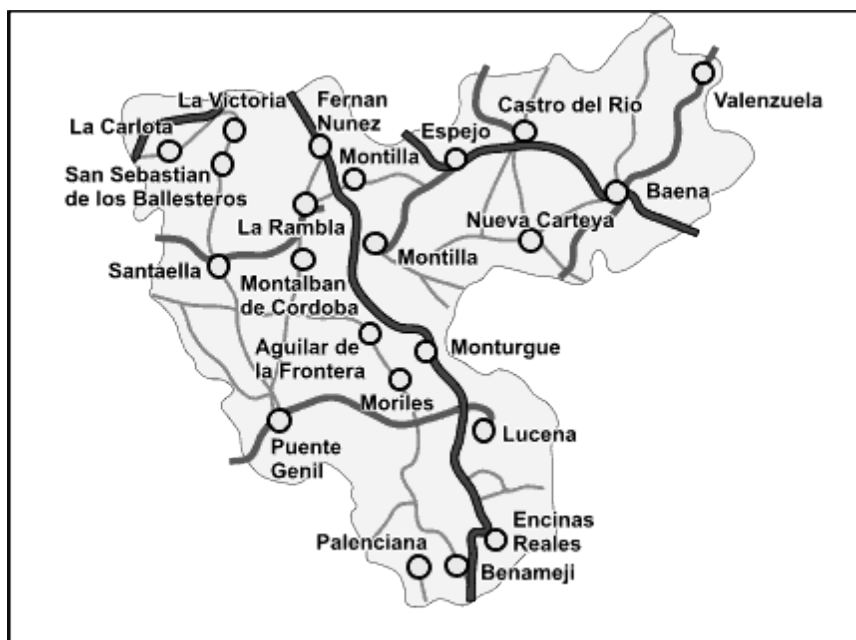 La Victoria
Fernan
Nunez
Castro del Rio
Valenzuela
La Carlota
Espejo
Montilla
San Sebastian
de los Ballesteros
Baena
La Rambla
Nueva Carteya
Santaella
Montalban
de Cordoba
Montilla
Aguilar de
la Frontera
Monturgue
Moriles
Puente
Genil
Lucena
Encinas
Reales
Palenciana
Benameji